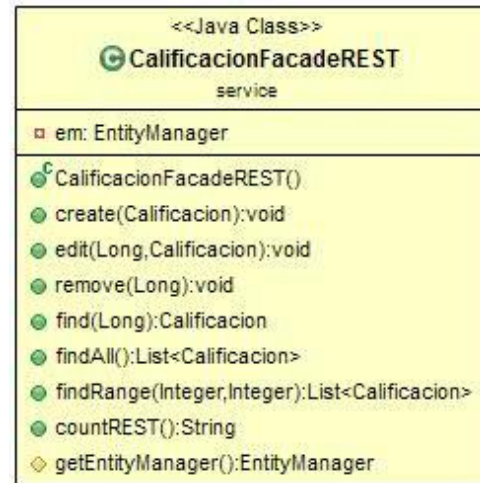 <<Java Class>>
CalificacionFacadeREST
service
em: EntityManager
CalificacionFacadeREST()
create(Calificacion):void
edit(Long,Calificacion):void
remove(Long):void
find(Long):Calificacion
findAll():List<Calificacion>
findRange(Integer,Integer):List<Calificacion>
countREST():String
getEntityManager():EntityManager